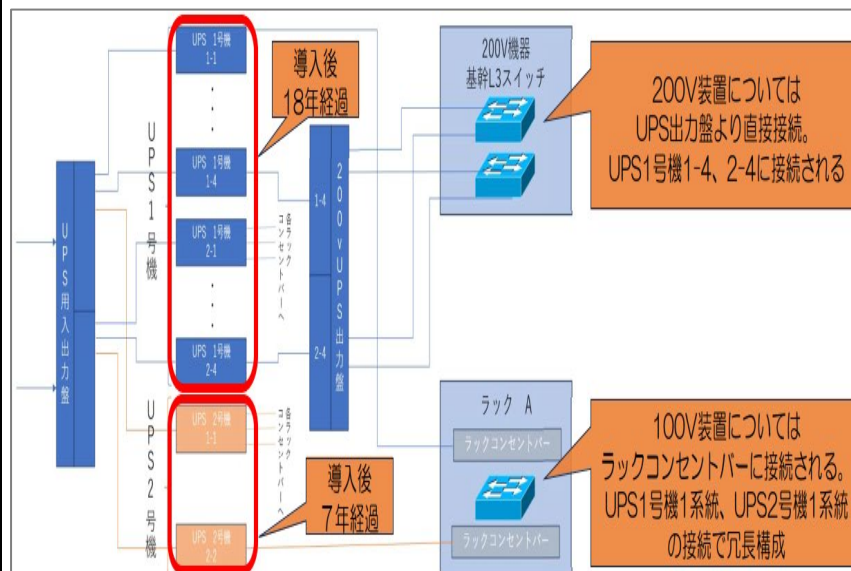 UPS 1号機
1-1
・
・
・
UPS 1号機
1-4
UPS 1号機
2-1
・
・
・
UPS 1号機
2-4
UPS1号機
UPS用入出力盤
導入後
18年経過
各ラック
コンセントバーへ
1-4
200vUPS出力盤
2-4
200V機器
基幹L3スイッチ
200V装置については
UPS出力盤より直接接続。
UPS1号機1-4、2-4に接続される
UPS2号機
UPS 2号機
1-1
UPS 2号機
2-2
各ラック
コンセントバーへ
導入後
7年経過
ラック A
ラックコンセントバー
ラックコンセントバー
100V装置については
ラックコンセントバーに接続される。
UPS1号機1系統、UPS2号機1系統
の接続で冗長構成